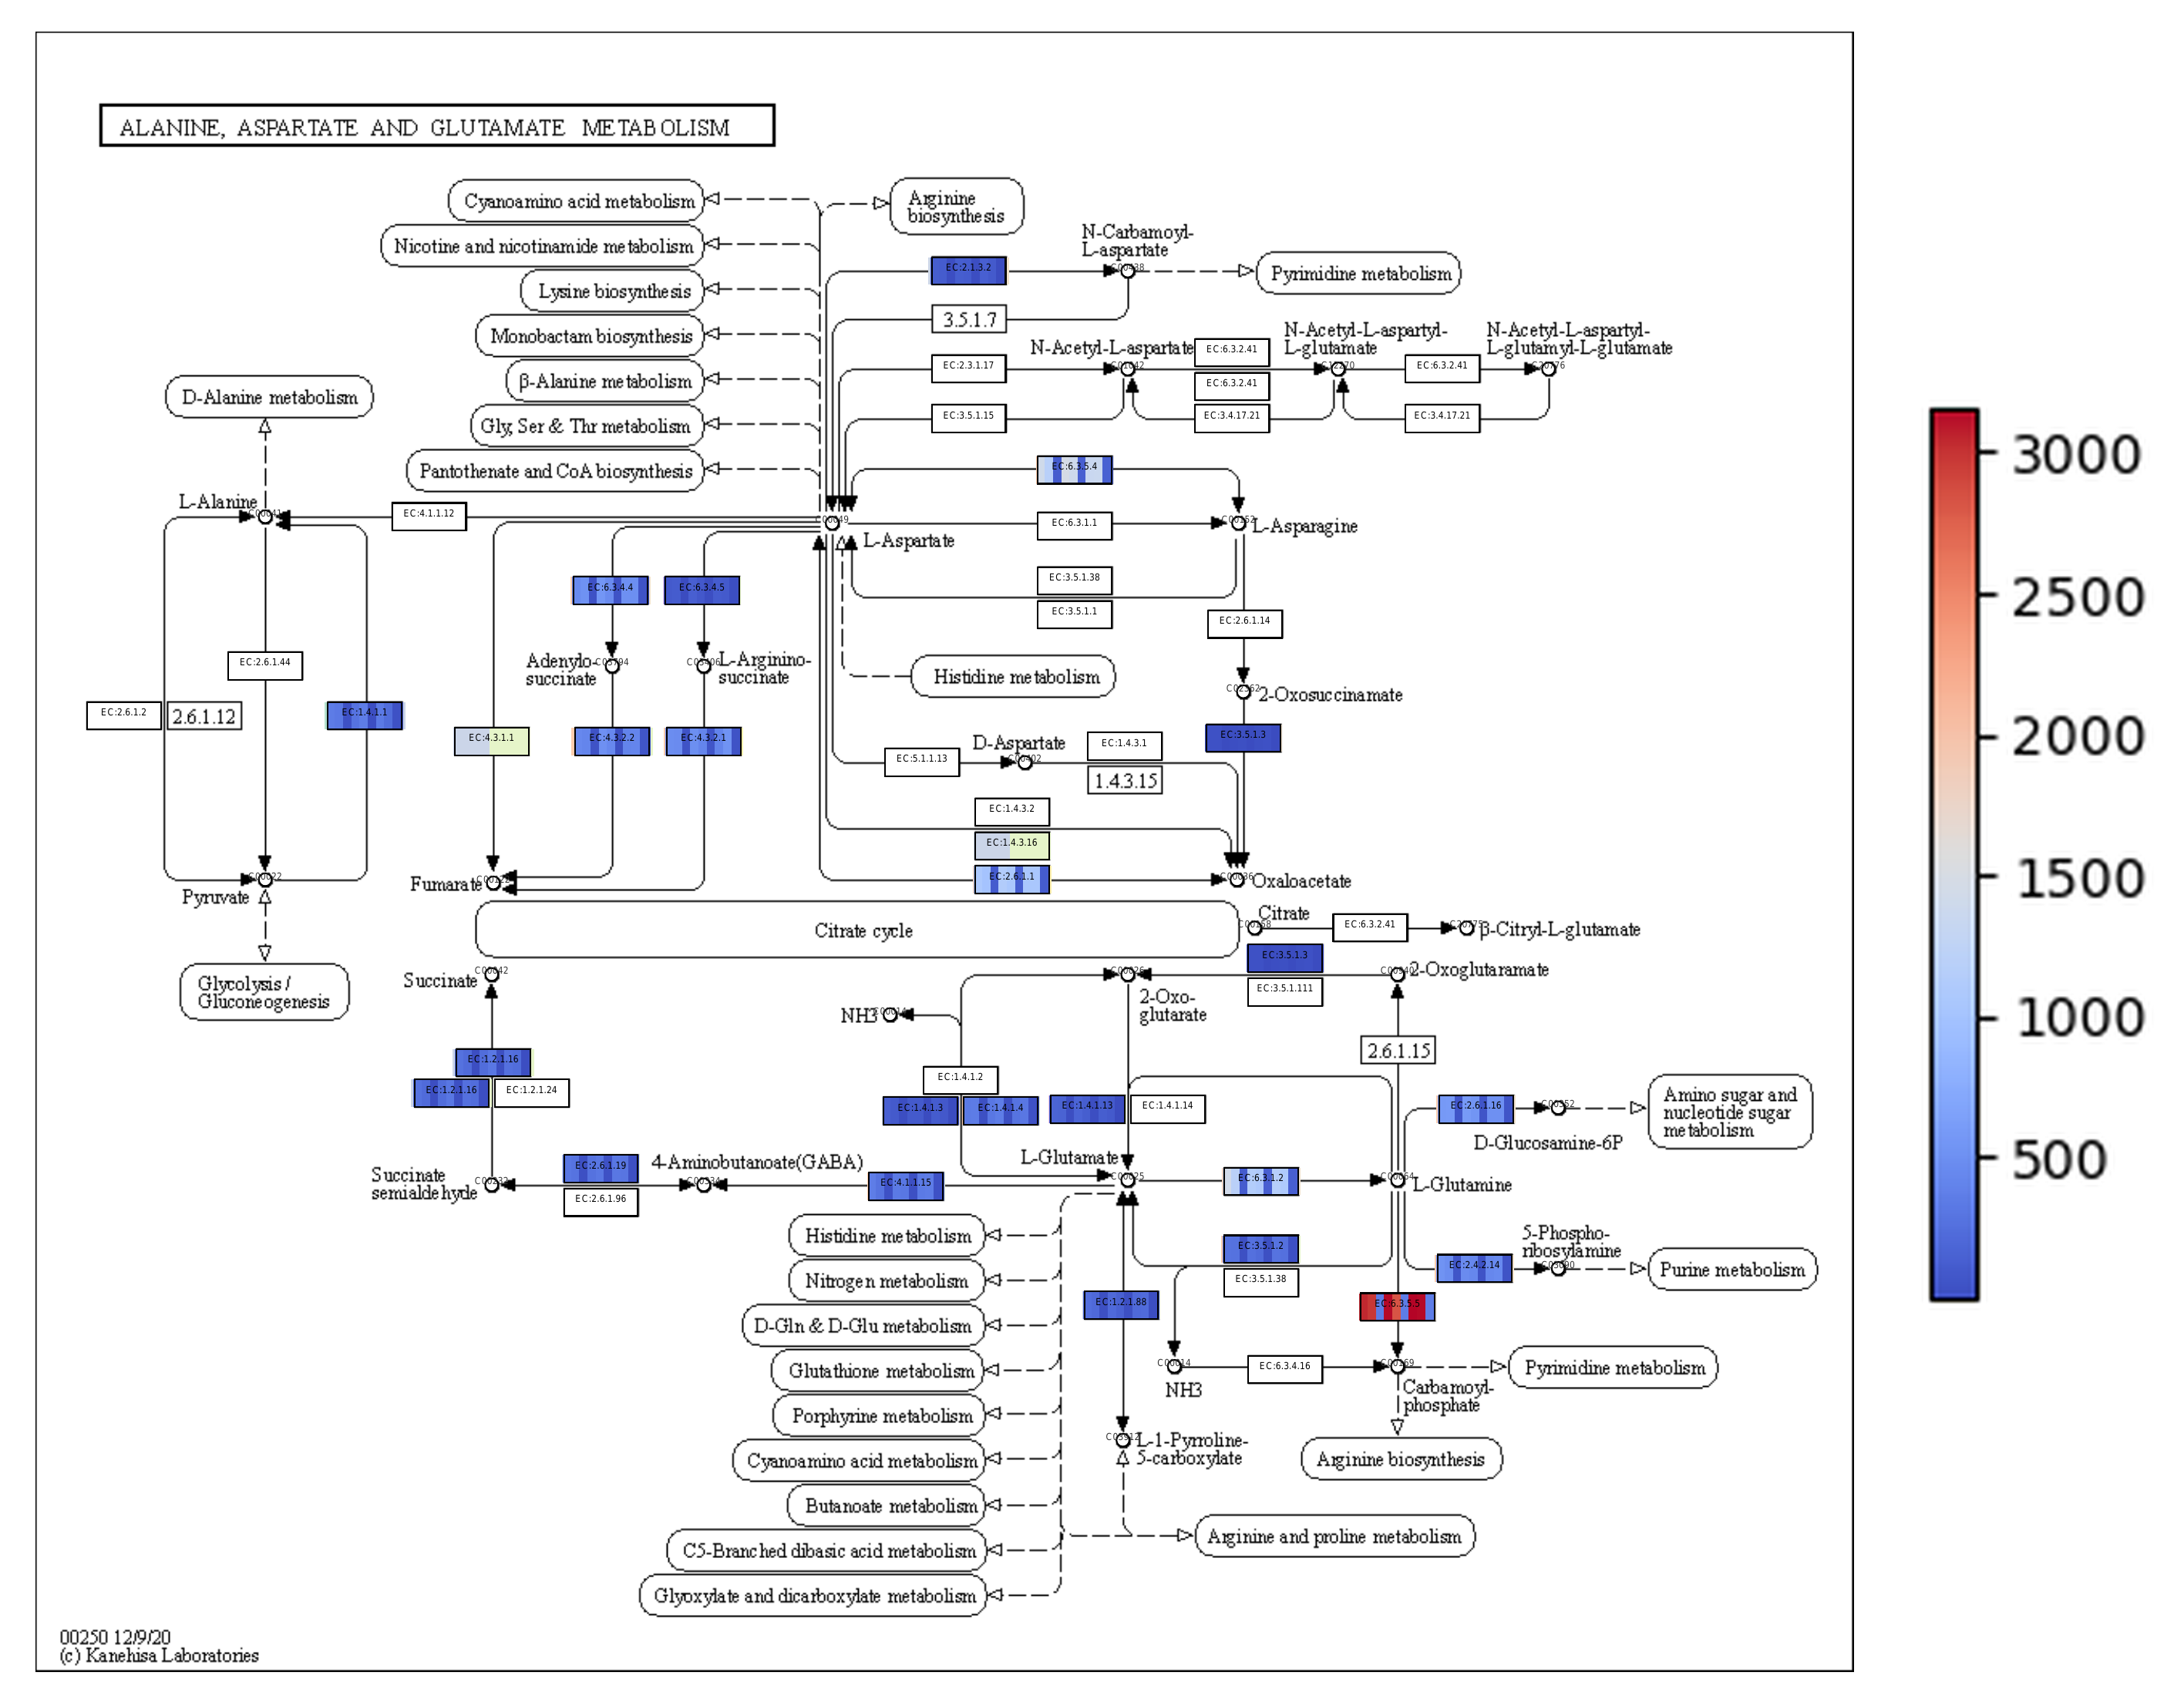 ALANINE, ASPARTATE AND GLUTAMATE METABOLISM
Cyanoamino acid metabolism
Arginine
biosynthesis
Nicotine and nicotinamide metabolism
N-Carbamoyl-
L-aspartate
EC:2.1.3.2
Pyrimidine metabolism
Lysine biosynthesis
3.5.1.7
Monobactam biosynthesis
N-Acetyl-L-aspartate
EC:6.3.2.41
N-Acetyl-L-aspartyl-
L-glutamate
N-Acetyl-L-aspartyl-
L-glutamyl-L-glutamate
EC:2.3.1.17
EC:6.3.2.41
EC:6.3.2.41
β-Alanine metabolism
D-Alanine metabolism
EC:3.5.1.15
EC:3.4.17.21
EC:3.4.17.21
Gly, Ser & Thr metabolism
Pantothenate and CoA biosynthesis
EC:6.3.5.4
L-Alanine
EC:4.1.1.12
EC:6.3.1.1
L-Asparagine
L-Aspartate
EC:6.3.4.4
EC:6.3.4.5
EC:3.5.1.38
EC:3.5.1.1
EC:2.6.1.14
EC:2.6.1.44
Adenylo-
succinate
L-Arginino-
succinate
Histidine metabolism
2-Oxosuccinamate
EC:2.6.1.2
2.6.1.12
EC:1.4.1.1
EC:4.3.1.1
EC:4.3.2.2
EC:4.3.2.1
EC:3.5.1.3
D-Aspartate
EC:1.4.3.1
EC:5.1.1.13
1.4.3.15
EC:1.4.3.2
EC:1.4.3.16
EC:2.6.1.1
Pyruvate
Fumarate
Oxaloacetate
Citrate cycle
Citrate
EC:6.3.2.41
β-Citryl-L-glutamate
Glycolysis /
Gluconeogenesis
Succinate
C00042
EC:3.5.1.3
EC:3.5.1.111
2-Oxoglutaramate
NH3
2-Oxo-
glutarate
2.6.1.15
EC:1.2.1.16
EC:1.2.1.16
EC:1.2.1.24
EC:1.4.1.2
EC:1.4.1.3
EC:1.4.1.4
EC:1.4.1.13
EC:1.4.1.14
EC:2.6.1.16
D-Glucosamine-6P
Amino sugar and
nucleotide sugar
metabolism
Succinate
semialdehyde
EC:2.6.1.19
EC:2.6.1.96
4-Aminobutanoate(GABA)
EC:4.1.1.15
L-Glutamate
EC:6.3.1.2
L-Glutamine
Histidine metabolism
EC:3.5.1.2
EC:3.5.1.38
5-Phospho-
ribosylamine
EC:2.4.2.14
Purine metabolism
Nitrogen metabolism
EC:1.2.1.88
EC:6.3.5.5
D-Gln & D-Glu metabolism
Glutathione metabolism
C00014
NH3
EC:6.3.4.16
Carbamoyl-
phosphate
Pyrimidine metabolism
Porphyrine metabolism
Cyanoamino acid metabolism
L-1-Pyrroline-
5-carboxylate
Arginine biosynthesis
Butanoate metabolism
Arginine and proline metabolism
C5-Branched dibasic acid metabolism
Glyoxylate and dicarboxylate metabolism
00250 12/9/20
(c) Kanehisa Laboratories
3000
2500
2000
1500
1000
500